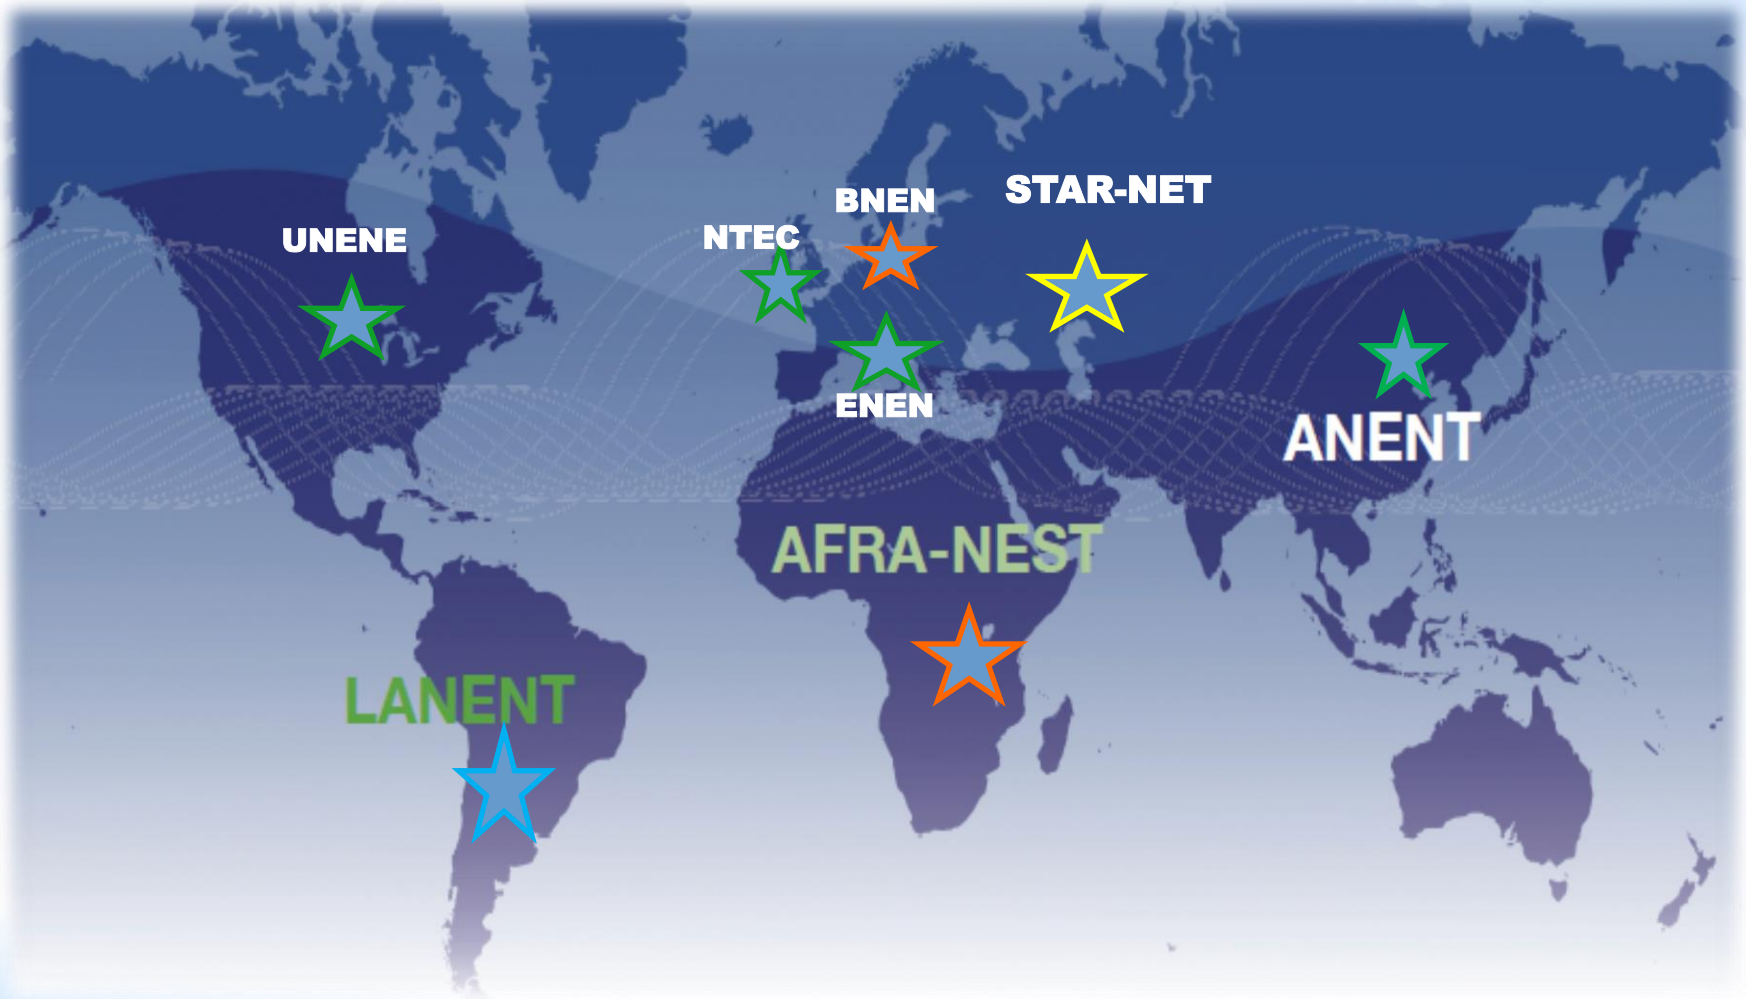 STAR-NET
BNEN
NTEC
UNENE
ENEN
ANENT
AFRA-NEST
LANENT